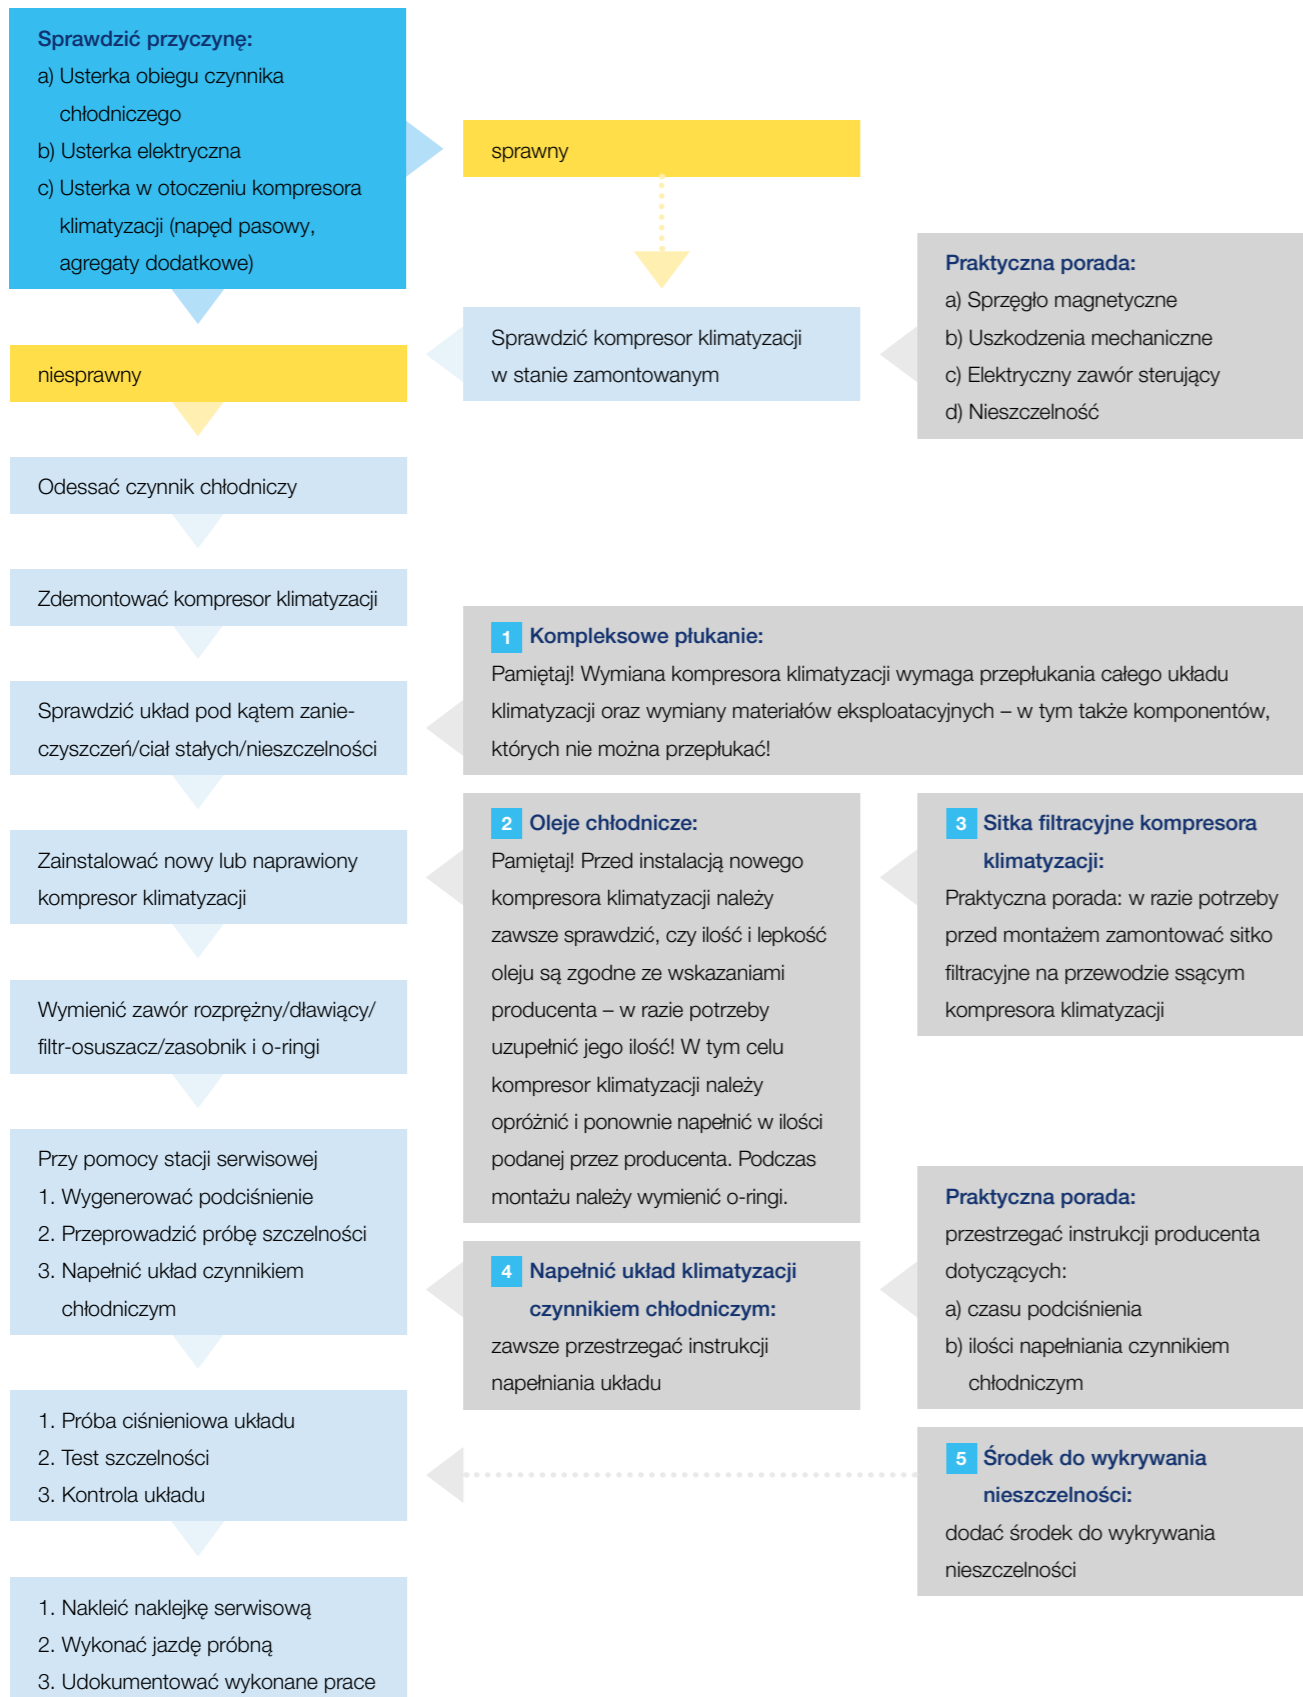 Sprawdzić przyczynę:
a) Usterka obiegu czynnika
chłodniczego
b) Usterka elektryczna
c) Usterka w otoczeniu kompresora
klimatyzacji (napęd pasowy,
agregaty dodatkowe)
sprawny
niesprawny
Sprawdzić kompresor klimatyzacji
w stanie zamontowanym
Praktyczna porada:
a) Sprzęgło magnetyczne
b) Uszkodzenia mechaniczne
c) Elektryczny zawór sterujący
d) Nieszczelność
Odessać czynnik chłodniczy
Zdemontować kompresor klimatyzacji
Sprawdzić układ pod kątem zanie-
czyszczeń/ciał stałych/nieszczelności
1 Kompleksowe płukanie:
Pamiętaj! Wymiana kompresora klimatyzacji wymaga przepłukania całego układu
klimatyzacji oraz wymiany materiałów eksploatacyjnych – w tym także komponentów,
których nie można przepłukać!
Zainstalować nowy lub naprawiony
kompresor klimatyzacji
2 Oleje chłodnicze:
Pamiętaj! Przed instalacją nowego
kompresora klimatyzacji należy
zawsze sprawdzić, czy ilość i lepkość
oleju są zgodne ze wskazaniami
producenta – w razie potrzeby
uzupełnić jego ilość! W tym celu
kompresor klimatyzacji należy
opróżnić i ponownie napełnić w ilości
podanej przez producenta. Podczas
montażu należy wymienić o-ringi.
3 Sitka filtracyjne kompresora
klimatyzacji:
Praktyczna porada: w razie potrzeby
przed montażem zamontować sitko
filtracyjne na przewodzie ssącym
kompresora klimatyzacji
Wymienić zawór rozprężny/dławiący/
filtr-osuszacz/zasobnik i o-ringi
Przy pomocy stacji serwisowej
1. Wygenerować podciśnienie
2. Przeprowadzić próbę szczelności
3. Napełnić układ czynnikiem
chłodniczym
4 Napełnić układ klimatyzacji
czynnikiem chłodniczym:
zawsze przestrzegać instrukcji
napełniania układu
Praktyczna porada:
przestrzegać instrukcji producenta
dotyczących:
a) czasu podciśnienia
b) ilości napełniania czynnikiem
chłodniczym
1. Próba ciśnieniowa układu
2. Test szczelności
3. Kontrola układu
5 Środek do wykrywania
nieszczelności:
dodać środek do wykrywania
nieszczelności
1. Nakleić naklejkę serwisową
2. Wykonać jazdę próbną
3. Udokumentować wykonane prace